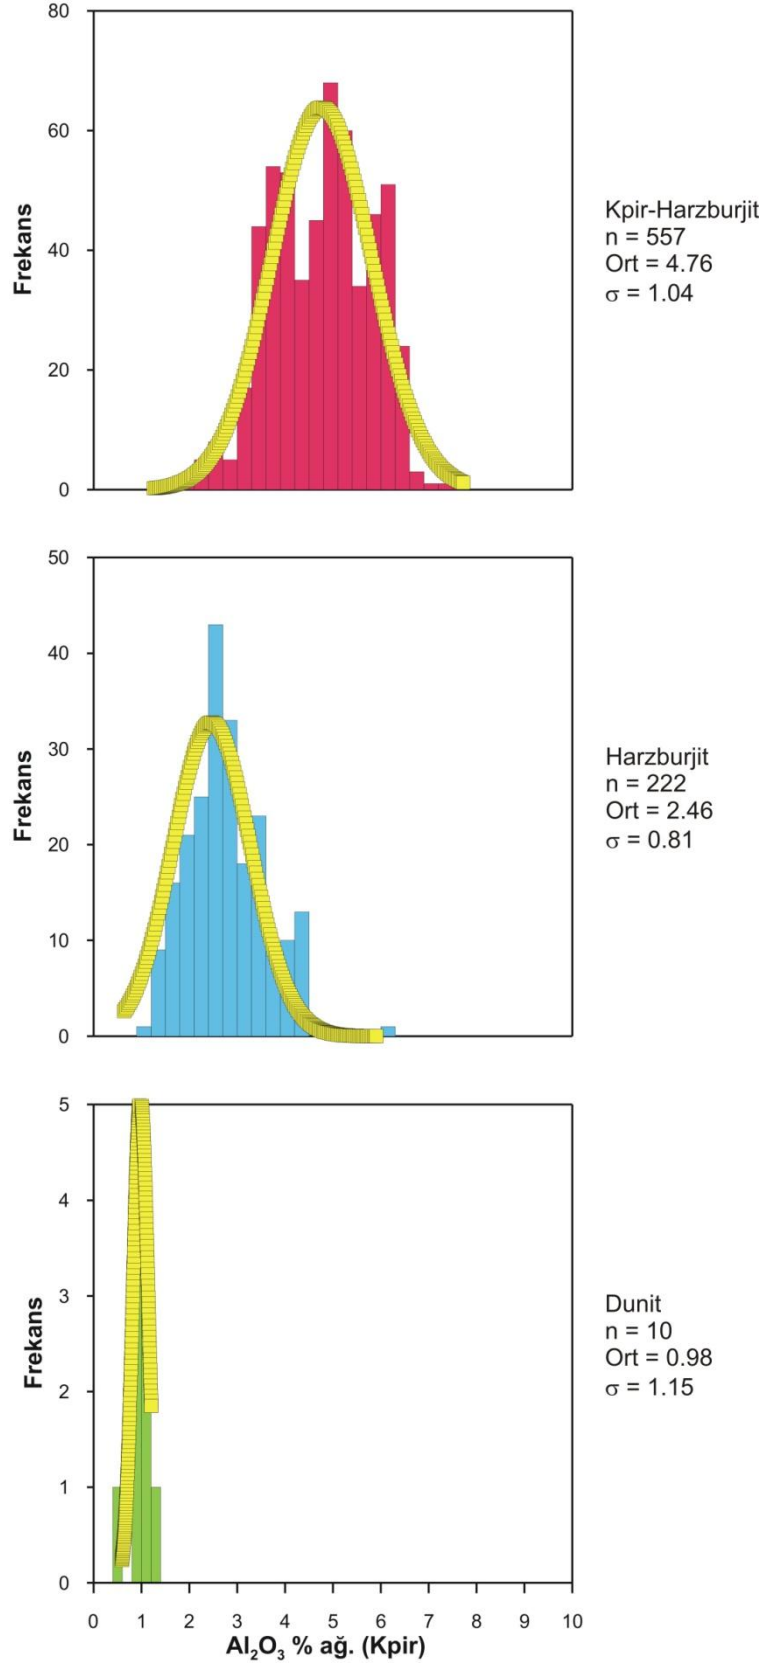 80
60
40
20
0
Frekans
Kpir-Harzburjit
n = 557
Ort = 4.76
σ = 1.04
50
40
30
20
10
0
Frekans
Harzburjit
n = 222
Ort = 2.46
σ = 0.81
5
4
3
2
1
0
Frekans
Dunit
n = 10
Ort = 0.98
σ = 1.15
0 1 2 3 4 5 6 7 8 9 10
Al₂O₃ % ağ. (Kpir)